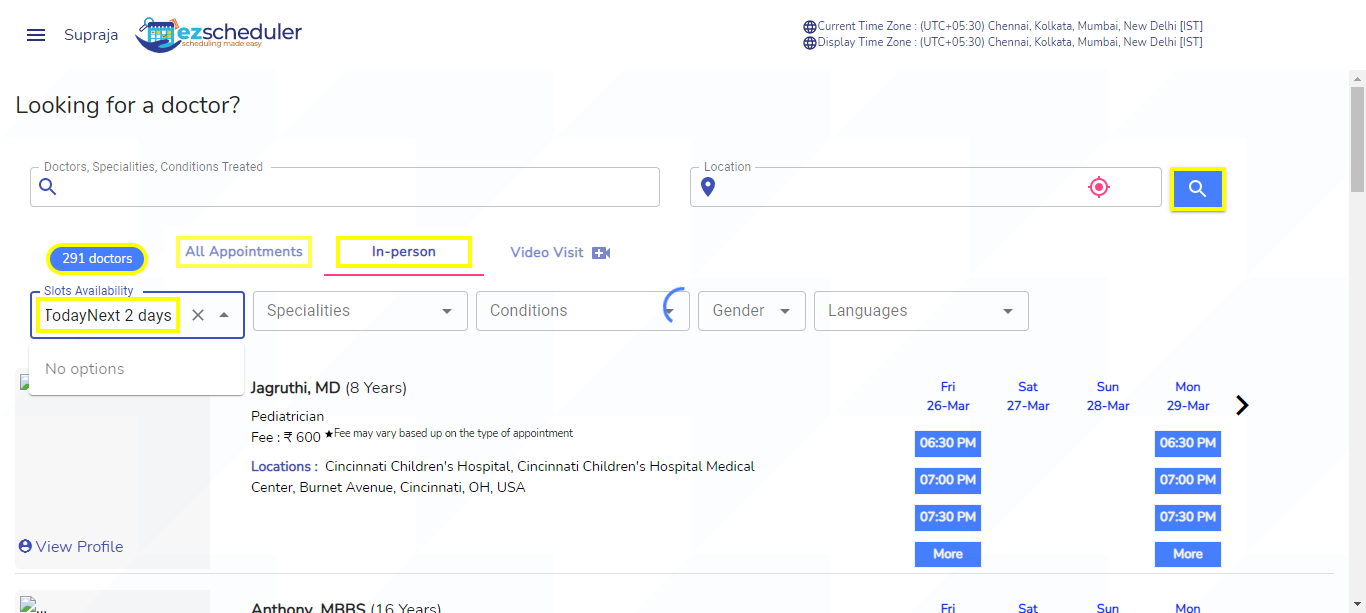 Supraja
ezscheduler
scheduling made easy
Current Time Zone : (UTC+05:30) Chennai, Kolkata, Mumbai, New Delhi [IST]
Display Time Zone : (UTC+05:30) Chennai, Kolkata, Mumbai, New Delhi [IST]
Looking for a doctor?
Doctors, Specialities, Conditions Treated
Location
291 doctors
All Appointments
In-person
Video Visit
Slots Availability
TodayNext 2 days
Specialities
Conditions
Gender
Languages
No options
Jagruthi, MD (8 Years)
Pediatrician
Fee : ₹ 600 ★Fee may vary based up on the type of appointment
Locations : Cincinnati Children's Hospital, Cincinnati Children's Hospital Medical
Center, Burnet Avenue, Cincinnati, OH, USA
View Profile
Fri Sat Sun Mon
26-Mar 27-Mar 28-Mar 29-Mar
06:30 PM 06:30 PM
07:00 PM 07:00 PM
07:30 PM 07:30 PM
More More
...
Anthony, MBBS (16 Years)
Fri Sat Sun Mon